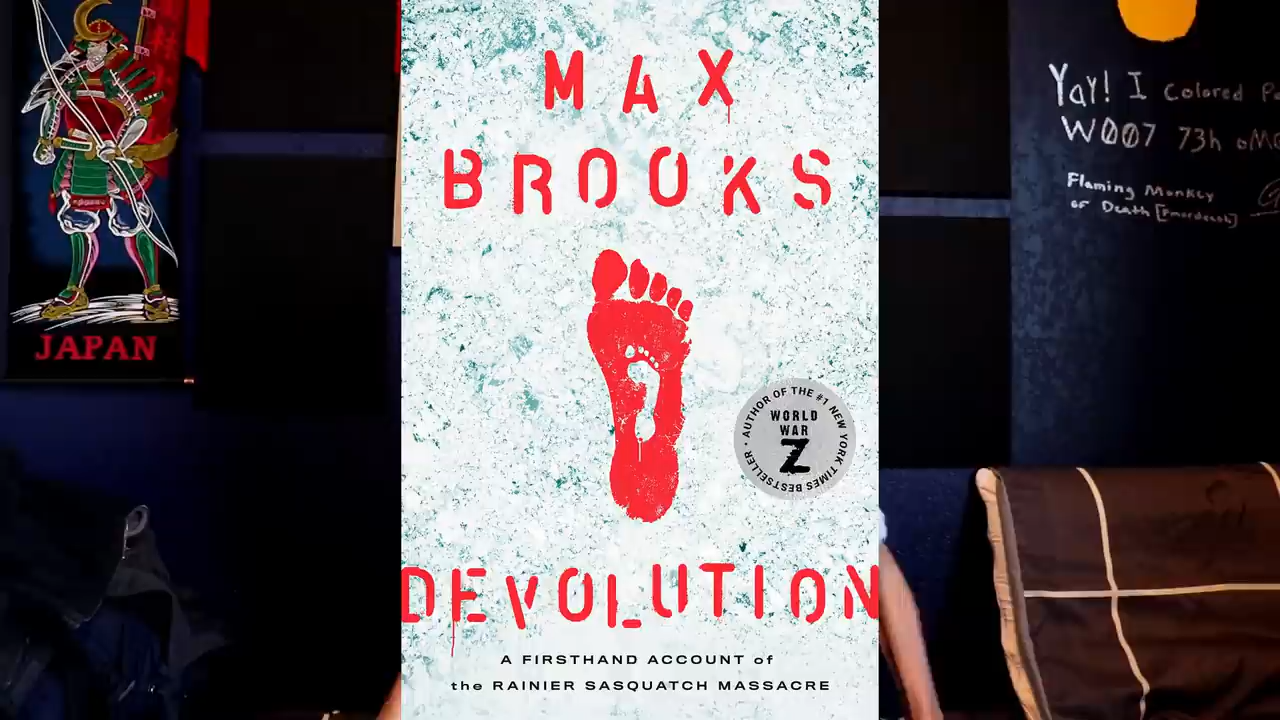 JAPAN
MAX
BROOKS
AUTHOR OF THE #1 NEW YORK TIMES BESTSELLER
WORLD
WAR
Z
DEVOLUTION
A FIRSTHAND ACCOUNT of
the RAINIER SASQUATCH MASSACRE
Yay! I Colored
W007 73h
Flaming Monkey
of Death